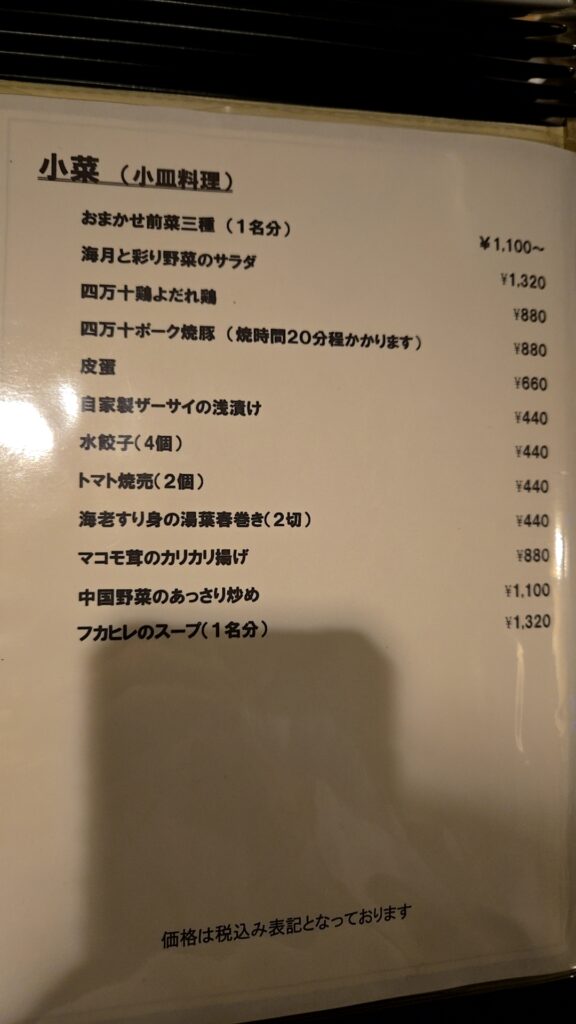 小菜 (小皿料理)
おまかせ前菜三種 (1名分) ¥1,100~
海月と彩り野菜のサラダ ¥1,320
四万十鶏よだれ鶏 ¥880
四万十ポーク焼豚 (焼時間20分程かかります) ¥880
皮蛋 ¥660
自家製ザーサイの浅漬け ¥440
水餃子(4個) ¥440
トマト焼売(2個) ¥440
海老すり身の湯葉春巻き(2切) ¥440
マコモ茸のカリカリ揚げ ¥880
中国野菜のあっさり炒め ¥1,100
フカヒレのスープ(1名分) ¥1,320
価格は税込み表記となっております